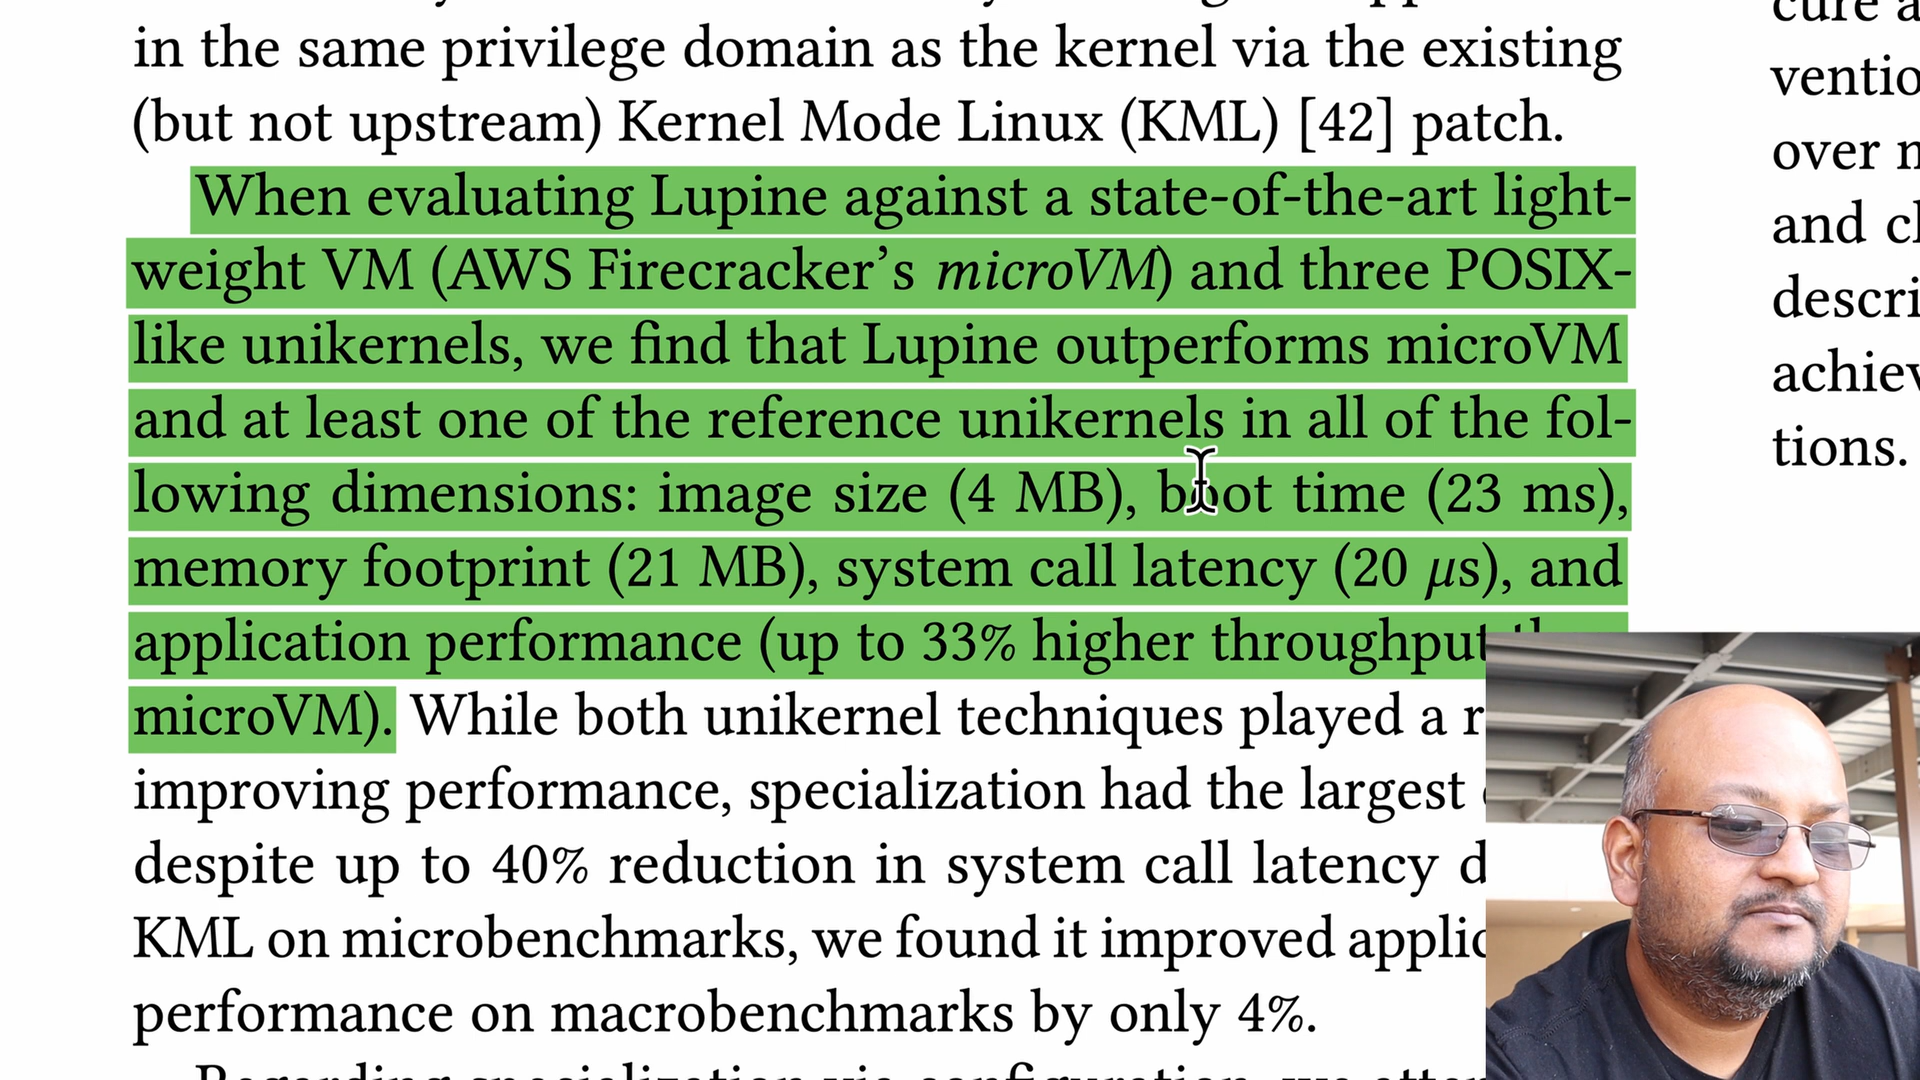 in the same privilege domain as the kernel via the existing
(but not upstream) Kernel Mode Linux (KML) [42] patch.
When evaluating Lupine against a state-of-the-art light-
weight VM (AWS Firecracker’s microVM) and three POSIX-
like unikernels, we find that Lupine outperforms microVM
and at least one of the reference unikernels in all of the fol-
lowing dimensions: image size (4 MB), boot time (23 ms),
memory footprint (21 MB), system call latency (20 μs), and
application performance (up to 33% higher throughput
microVM). While both unikernel techniques played a
improving performance, specialization had the largest
despite up to 40% reduction in system call latency
KML on microbenchmarks, we found it improved
performance on macrobenchmarks by only 4%.
Regarding specialization via configuration, we
over
and
tions.